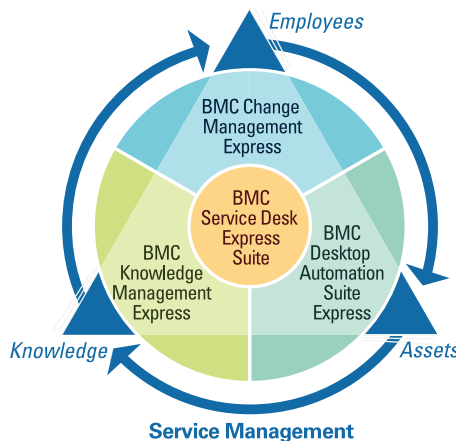 Employees
BMC Change
Management
Express
BMC
Service Desk
Express
Suite
BMC
Knowledge
Management
Express
BMC
Desktop
Automation
Suite
Express
Knowledge
Assets
Service Management